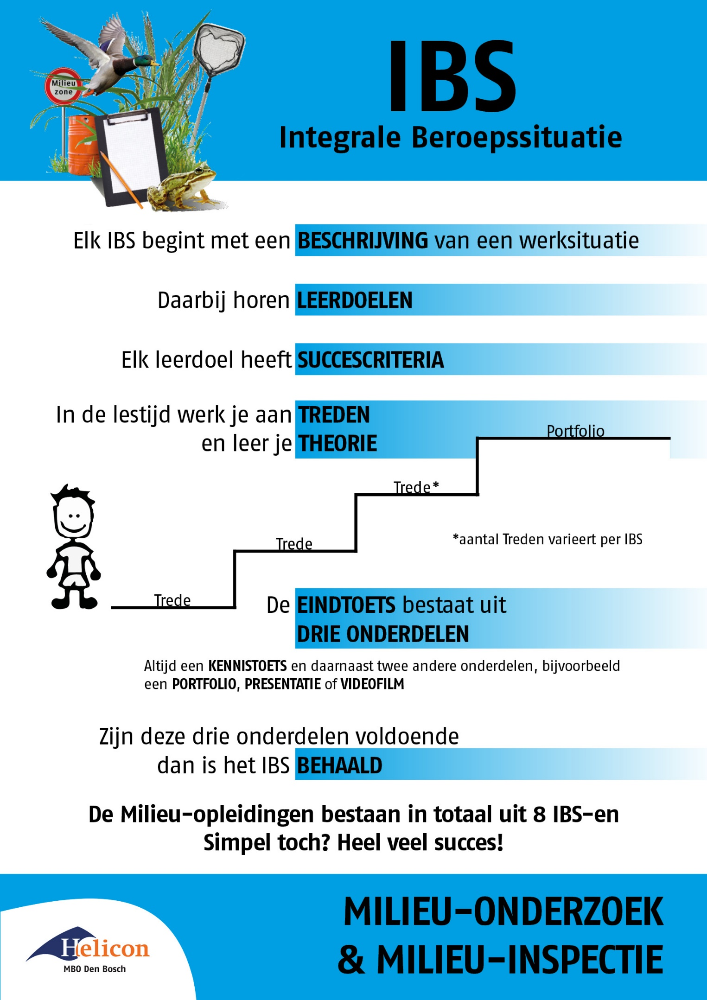 Milieu
zone
IBS
Integrale Beroepssituatie
Elk IBS begint met een BESCHRIJVING van een werksituatie
Daarbij horen LEERDOELEN
Elk leerdoel heeft SUCCESCRITERIA
In de lestijd werk je aan TREDEN
en leer je THEORIE
Portfolio
Trede*
Trede
*aantal Treden varieert per IBS
Trede
De EINDTOETS bestaat uit
DRIE ONDERDELEN
Altijd een KENNISTOETS en daarnaast twee andere onderdelen, bijvoorbeeld
een PORTFOLIO, PRESENTATIE of VIDEOFILM
Zijn deze drie onderdelen voldoende
dan is het IBS BEHAALD
De Milieu-opleidingen bestaan in totaal uit 8 IBS-en
Simpel toch? Heel veel succes!
MILIEU-ONDERZOEK
& MILIEU-INSPECTIE
Helicon
MBO Den Bosch